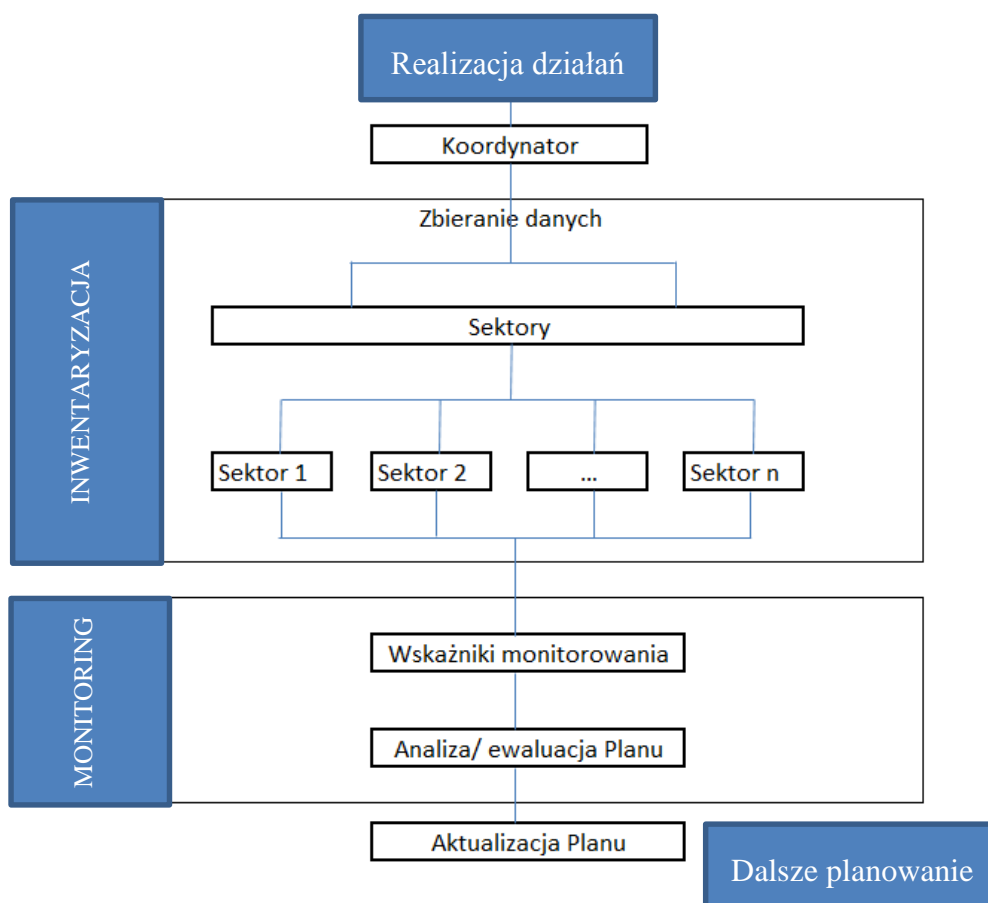 Realizacja działań
Koordynator
INWENTARYZACJA
Zbieranie danych
Sektory
Sektor 1
Sektor 2
...
Sektor n
MONITORING
Wskażniki monitorowania
Analiza/ ewaluacja Planu
Aktualizacja Planu
Dalsze planowanie